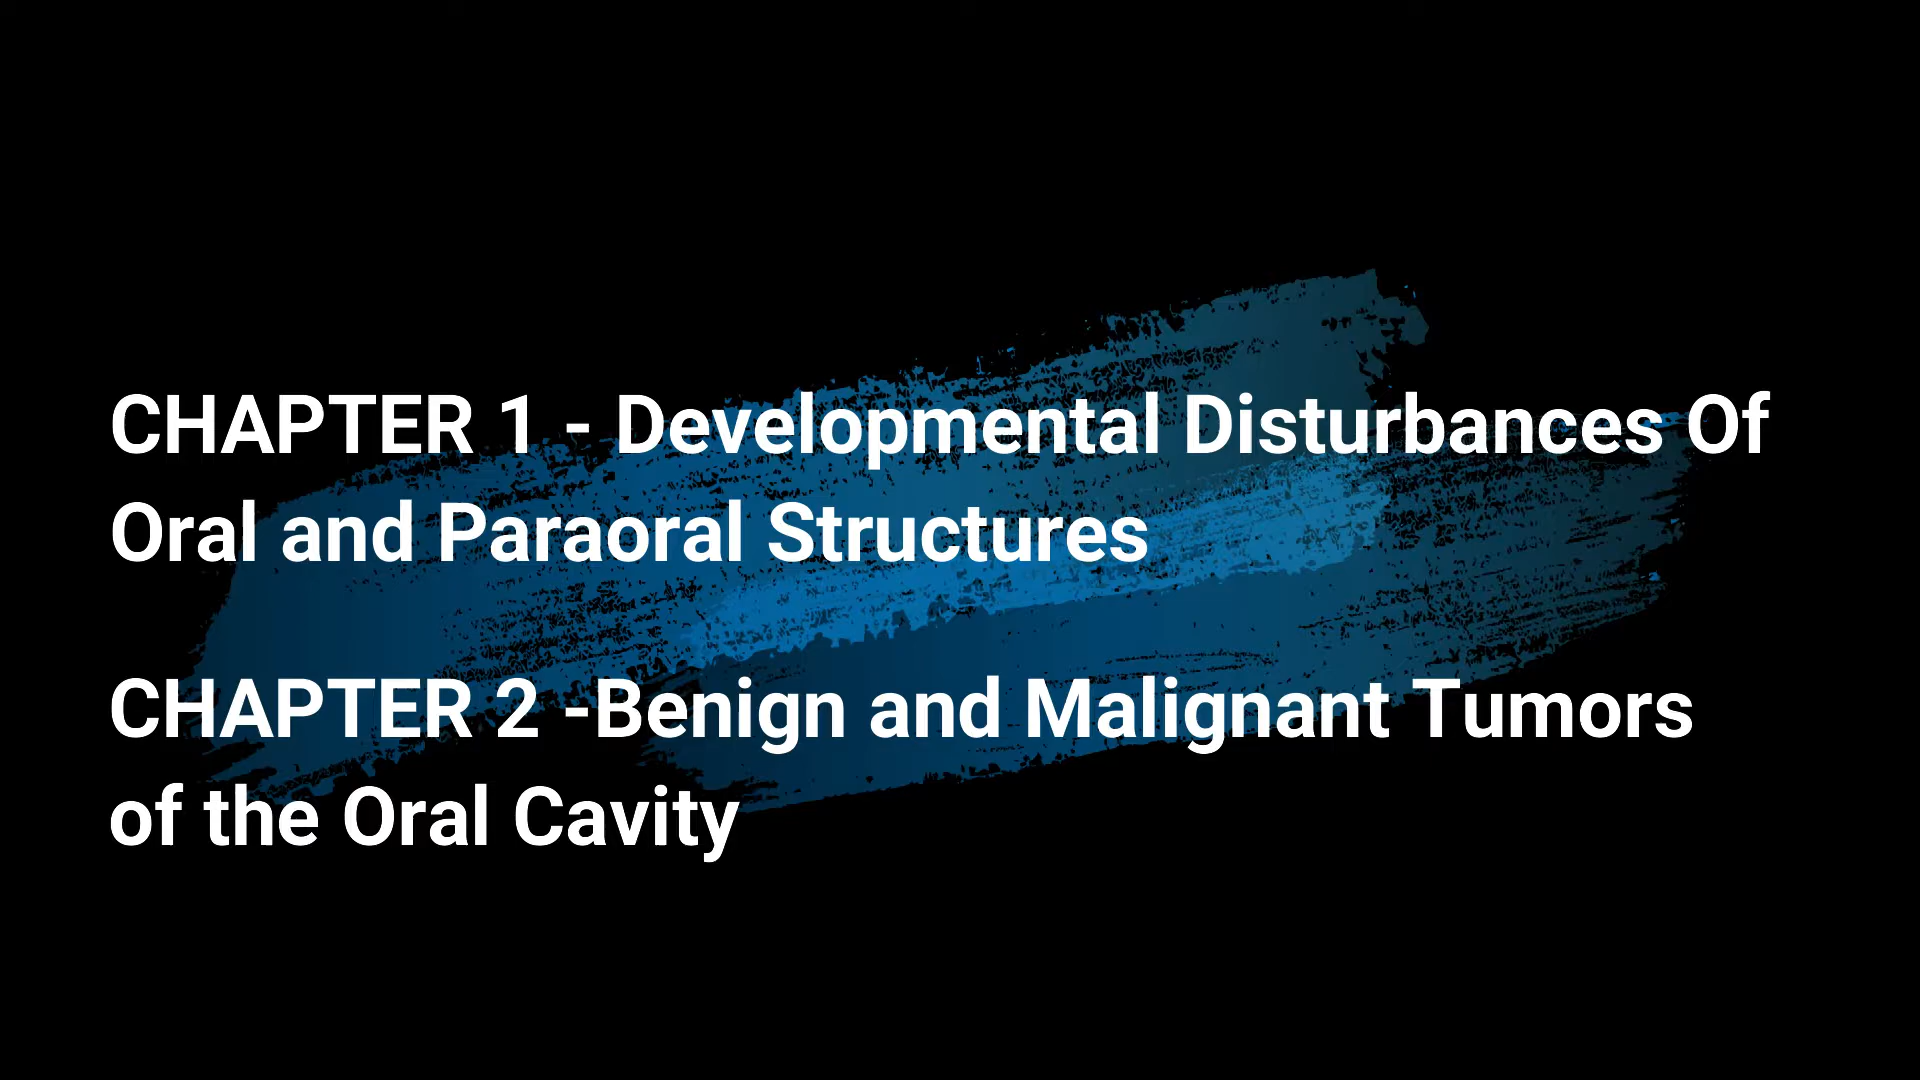 CHAPTER 1 - Developmental Disturbances Of
Oral and Paraoral Structures
CHAPTER 2 -Benign and Malignant Tumors
of the Oral Cavity